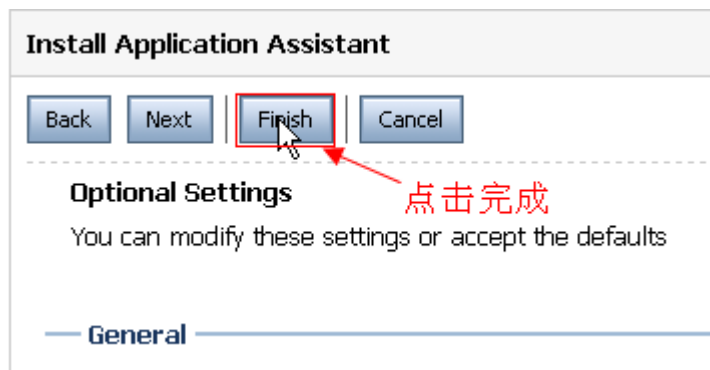 Install Application Assistant
Back Next Finish Cancel
Optional Settings
点击完成
You can modify these settings or accept the defaults
General